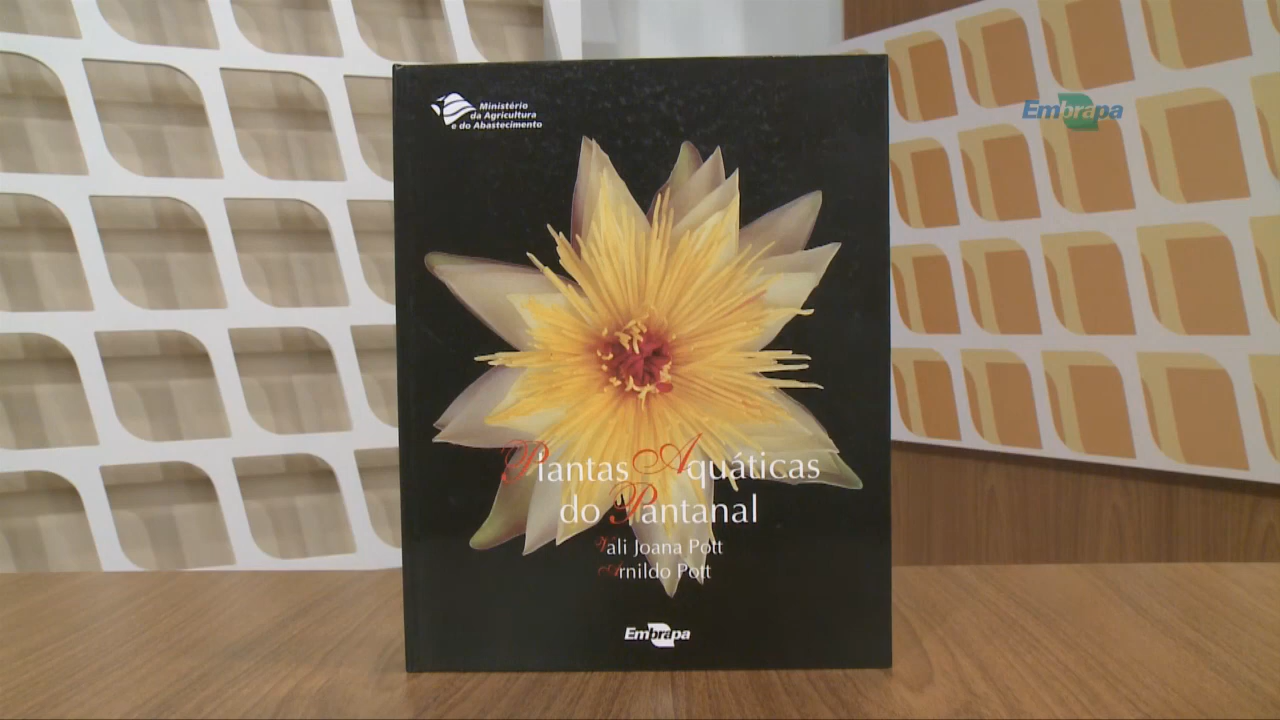 Ministério
da Agricultura
e do Abastecimento
Embrapa
Plantas Aquáticas
do Pantanal
Vali Joana Pott
Arnildo Pott
Embrapa